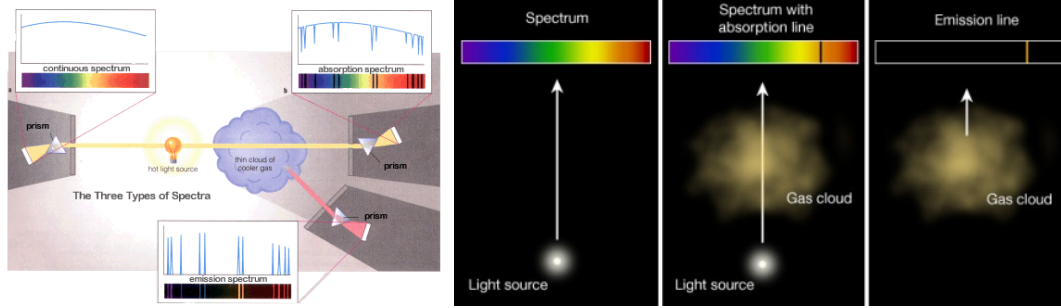 continuous spectrum
absorption spectrum
a
b
prism
hot light source
thin cloud of
cooler gas
prism
The Three Types of Spectra
prism
emission spectrum
Spectrum
Light source
Spectrum with
absorption line
Gas cloud
Light source
Emission line
Gas cloud